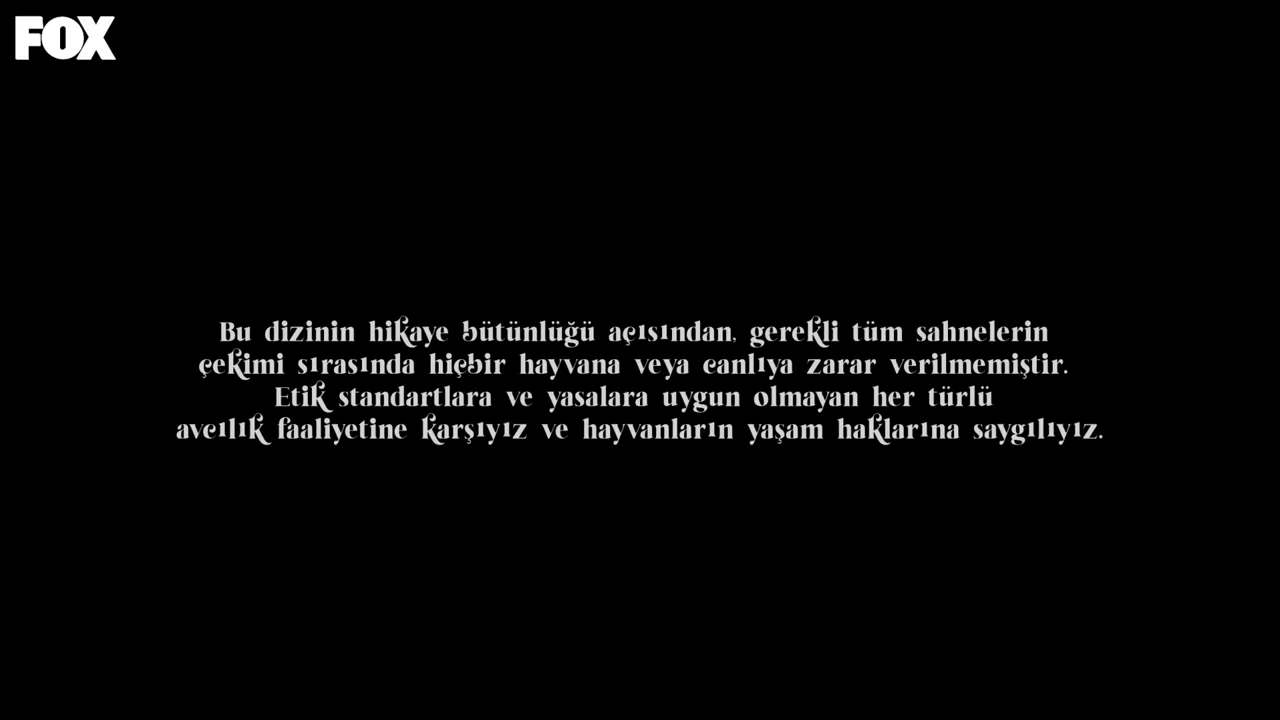 FOX
Bu dizinin hikaye bütünlüğü açısından, gerekli tüm sahnelerin
çekimi sırasında hiçbir hayvana veya canlıya zarar verilmemiştir.
Etik standartlara ve yasalara uygun olmayan her türlü
avcılık faaliyetine karşıyız ve hayvanların yaşam haklarına saygılıyız.